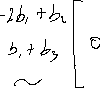 -2b₁ + b₂ [ 0
b₁ + b₃